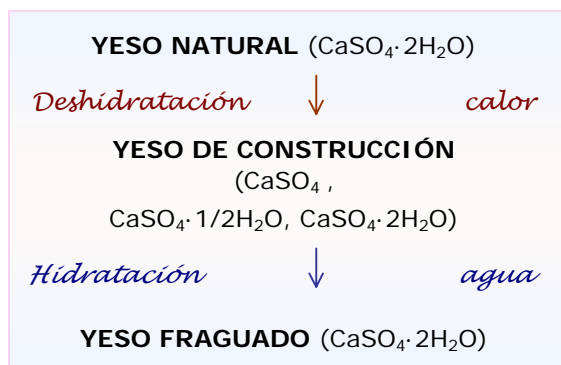 YESO NATURAL (CaSO₄·2H₂O)
Deshidratación ↓ calor
YESO DE CONSTRUCCIÓN
(CaSO₄ ,
CaSO₄·1/2H₂O, CaSO₄·2H₂O)
Hidratación ↓ agua
YESO FRAGUADO (CaSO₄·2H₂O)